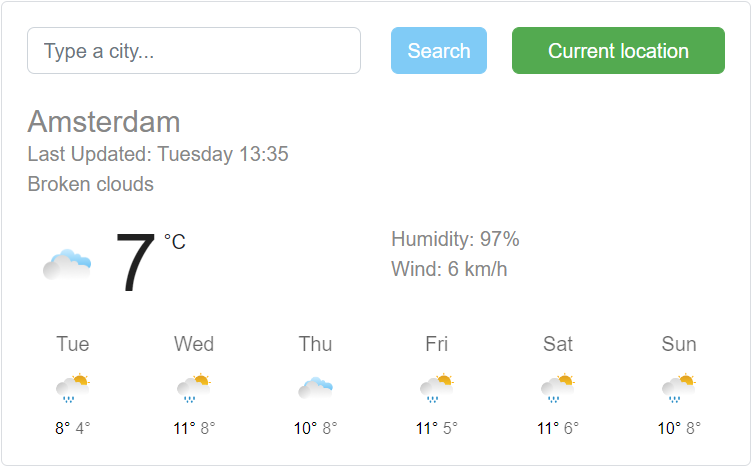 Type a city...
Search
Current location
Amsterdam
Last Updated: Tuesday 13:35
Broken clouds
7 °C
Humidity: 97%
Wind: 6 km/h
Tue Wed Thu Fri Sat Sun
8° 4° 11° 8° 10° 8° 11° 5° 11° 6° 10° 8°